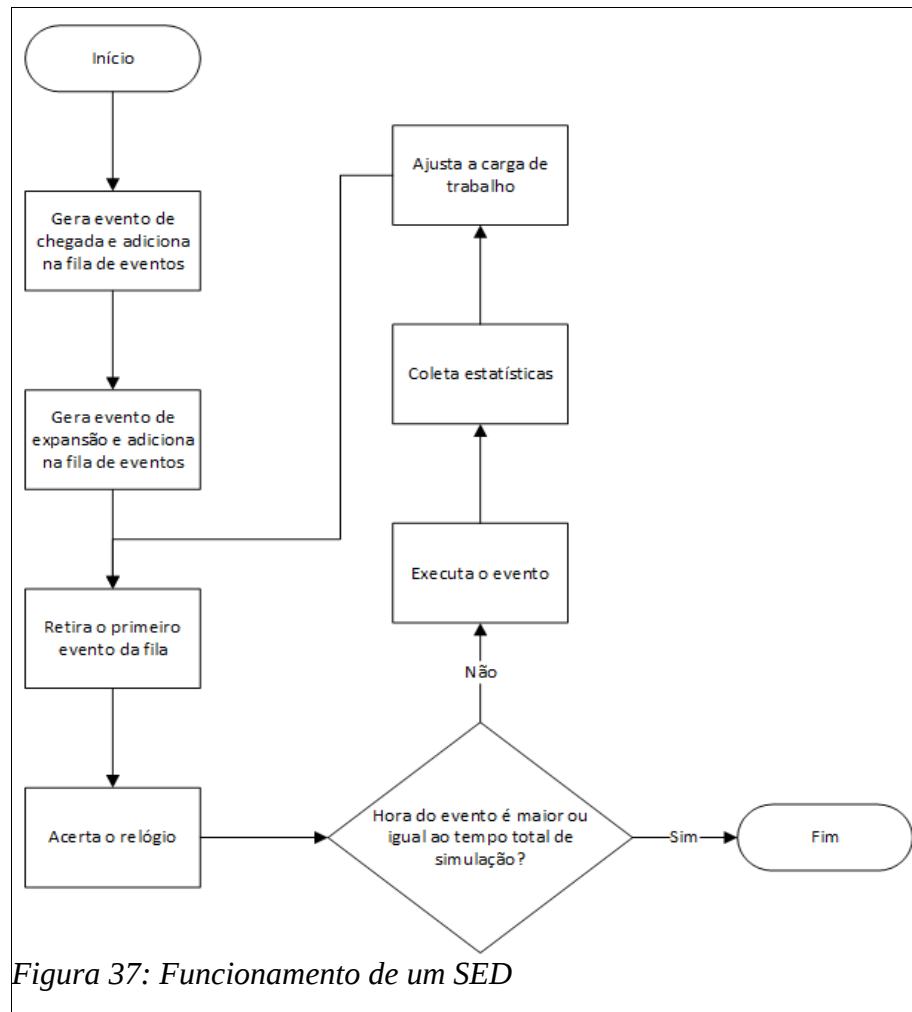 Início
Gera evento de
chegada e adiciona
na fila de eventos
Gera evento de
expansão e adiciona
na fila de eventos
Retira o primeiro
evento da fila
Acerta o relógio
Hora do evento é maior ou
igual ao tempo total de
simulação?
Não
Executa o evento
Coleta estatísticas
Ajusta a carga de
trabalho
Sim
Fim
Figura 37: Funcionamento de um SED